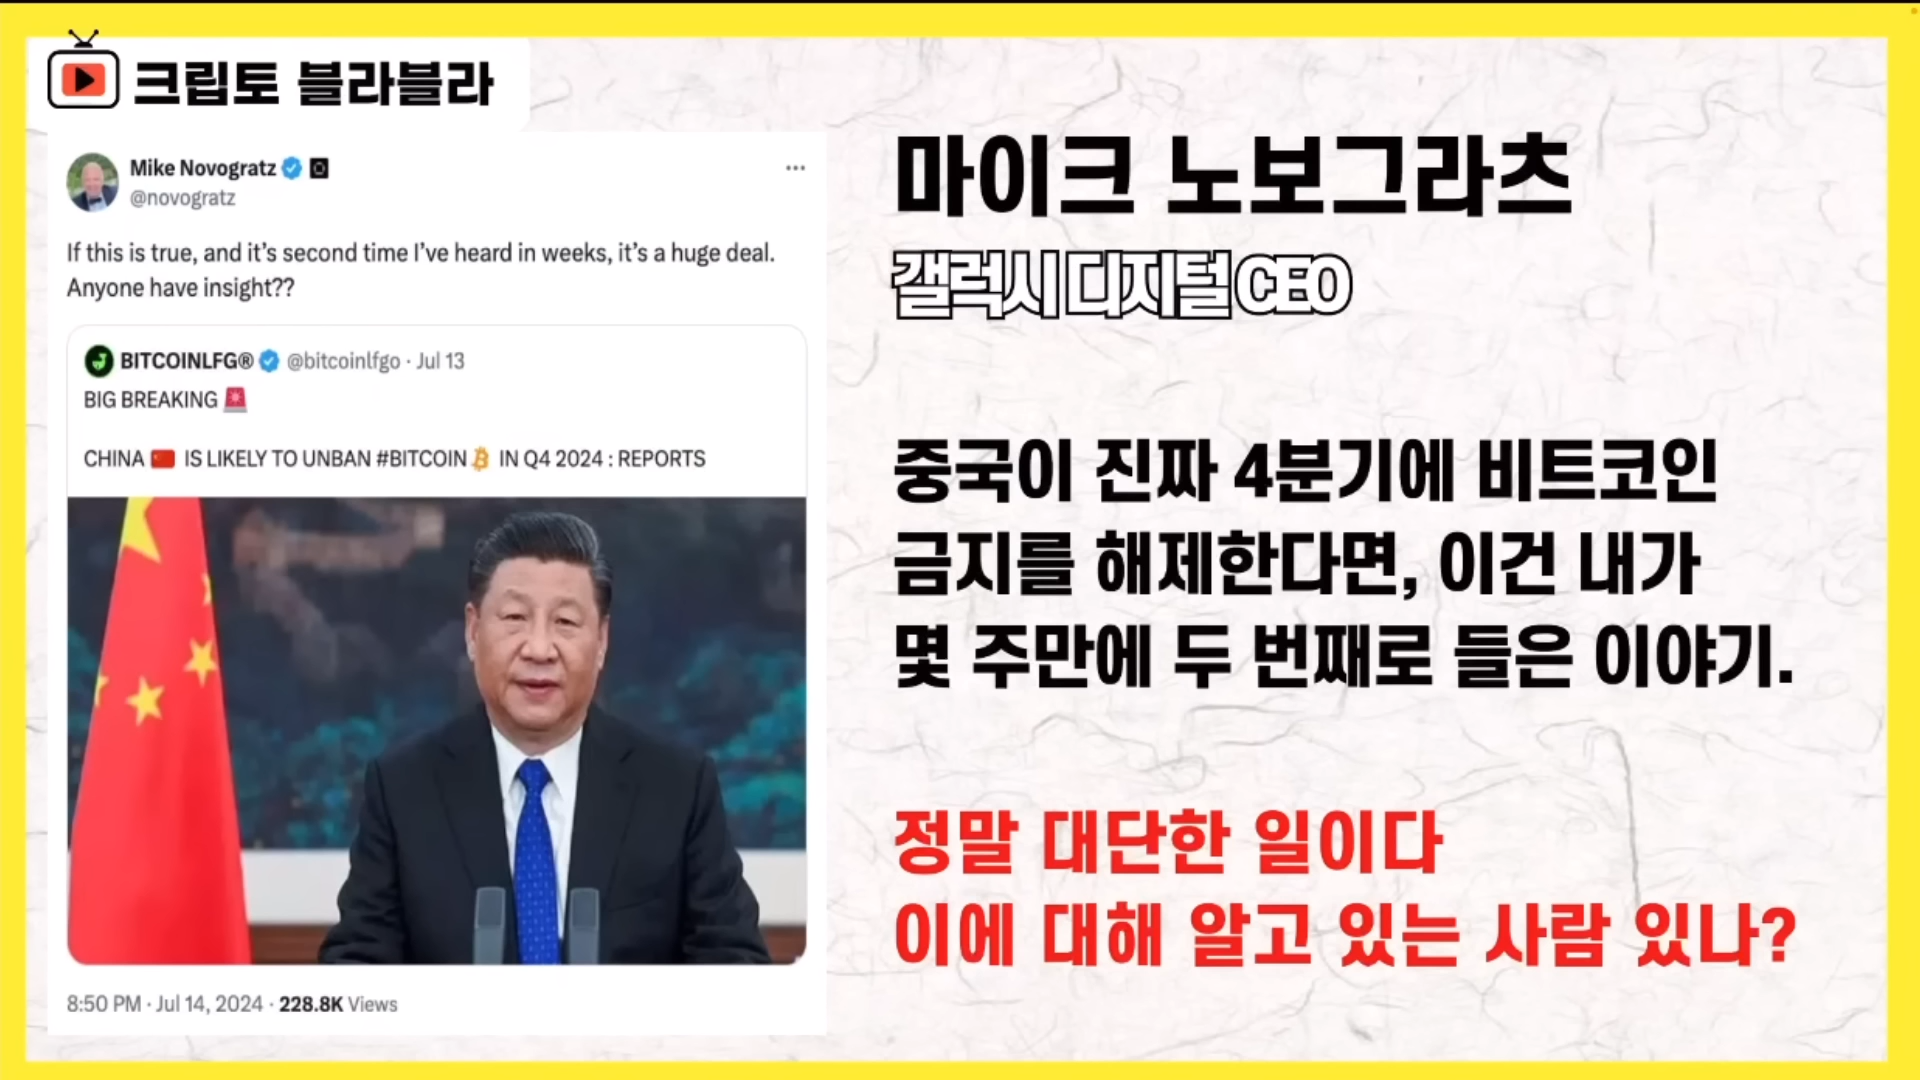 크립토 블라블라
Mike Novogratz
@novogratz
If this is true, and it's second time I've heard in weeks, it's a huge deal.
Anyone have insight??
BITCOINLFG® @bitcoinlfgo · Jul 13
BIG BREAKING 🚨
CHINA 🇨🇳 IS LIKELY TO UNBAN #BITCOIN ₿ IN Q4 2024 : REPORTS
8:50 PM · Jul 14, 2024 · 228.8K Views
마이크 노보그라츠
갤럭시 디지털 CEO
중국이 진짜 4분기에 비트코인
금지를 해제한다면, 이건 내가
몇 주만에 두 번째로 들은 이야기.
정말 대단한 일이다
이에 대해 알고 있는 사람 있나?